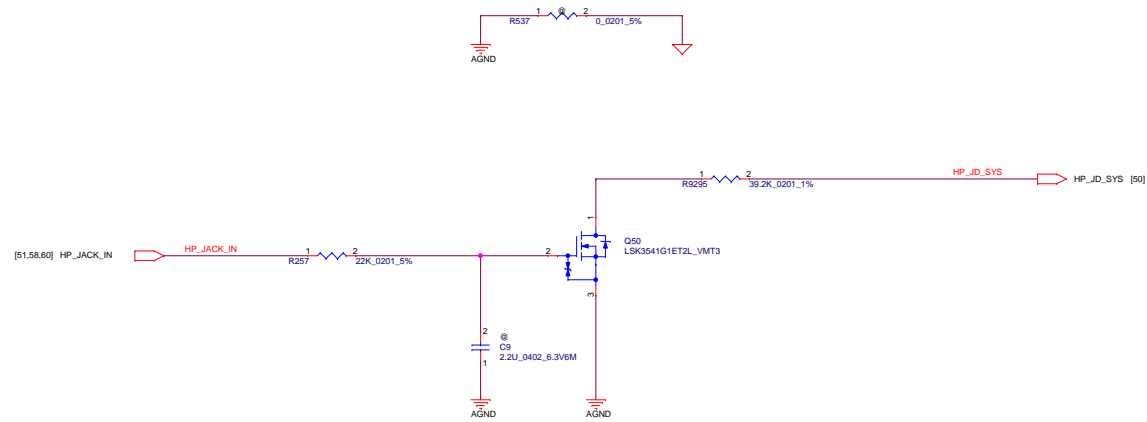 1 @ 2
R537 0_0201_5%
AGND
1 2 HP_JD_SYS
R9295 39.2K_0201_1% HP_JD_SYS [50]
1
Q50
LSK3541G1ET2L_VMT3
[51,58,60] HP_JACK_IN HP_JACK_IN 1 2 2
R257 22K_0201_5%
3
2 @
C9
2.2U_0402_6.3V6M
1
AGND AGND